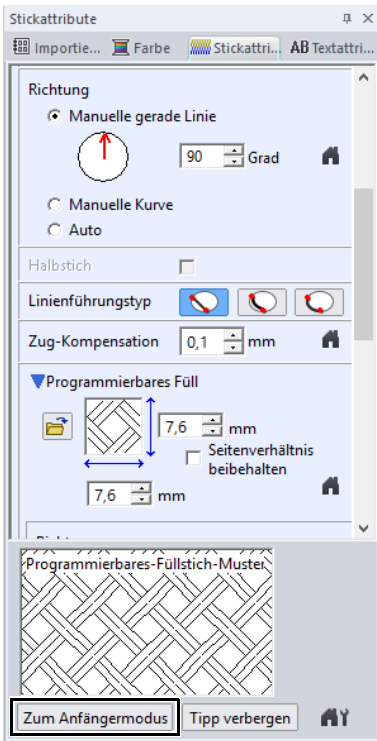 Stickattribute
Importie... Farbe Stickattri... AB Textattri...
Richtung
Manuelle gerade Linie
90 Grad
Manuelle Kurve
Auto
Halbstich
Linienführungstyp
Zug-Kompensation 0,1 mm
Programmierbares Füll
7,6 mm
Seitenverhältnis
beibehalten
7,6 mm
Programmierbares-Füllstich-Muster
Zum Anfängermodus Tipp verbergen